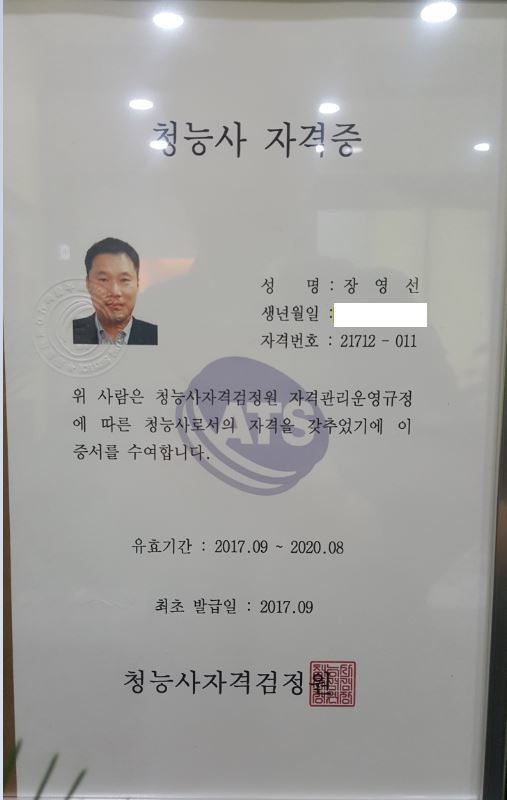 청능사 자격증
성 명 : 장 영 선
생년월일 :
자격번호 : 21712 - 011
위 사람은 청능사자격검정원 자격관리운영규정
에 따른 청능사로서의 자격을 갖추었기에 이
증서를 수여합니다.
ATS
유효기간 : 2017.09 ~ 2020.08
최초 발급일 : 2017.09
청능사자격검정원